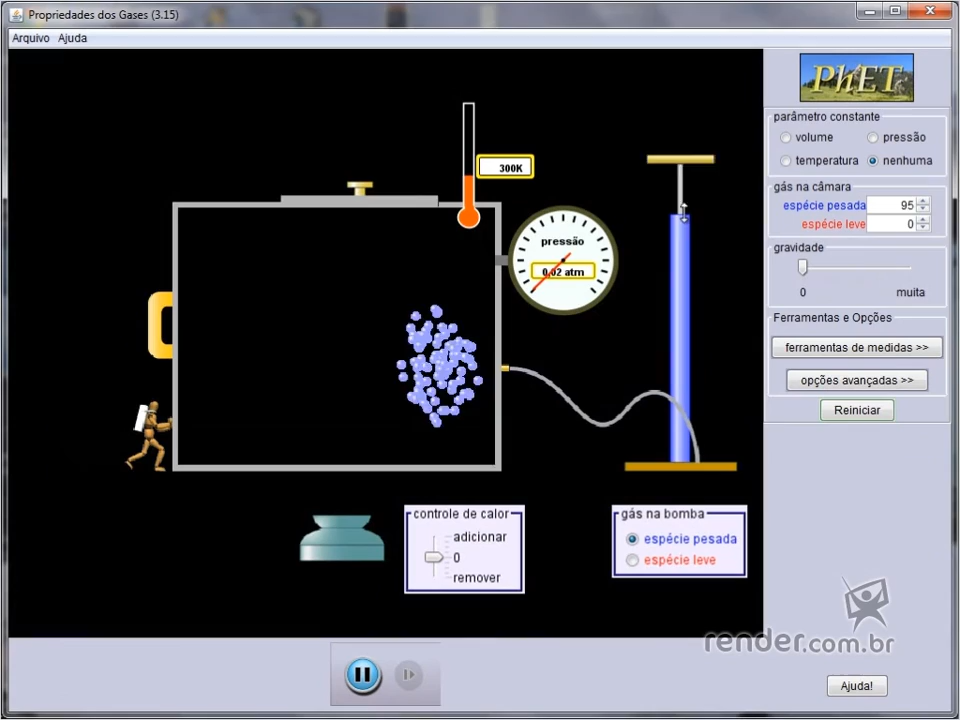 Propriedades dos Gases (3.15)
Arquivo Ajuda
PhET
parâmetro constante
volume pressão
temperatura nenhuma
gás na câmara
espécie pesada 95
espécie leve 0
gravidade
0 muita
Ferramentas e Opções
ferramentas de medidas >>
opções avançadas >>
Reiniciar
300K
pressão
0,02 atm
controle de calor
adicionar
0
remover
gás na bomba
espécie pesada
espécie leve
render.com.br
Ajuda!